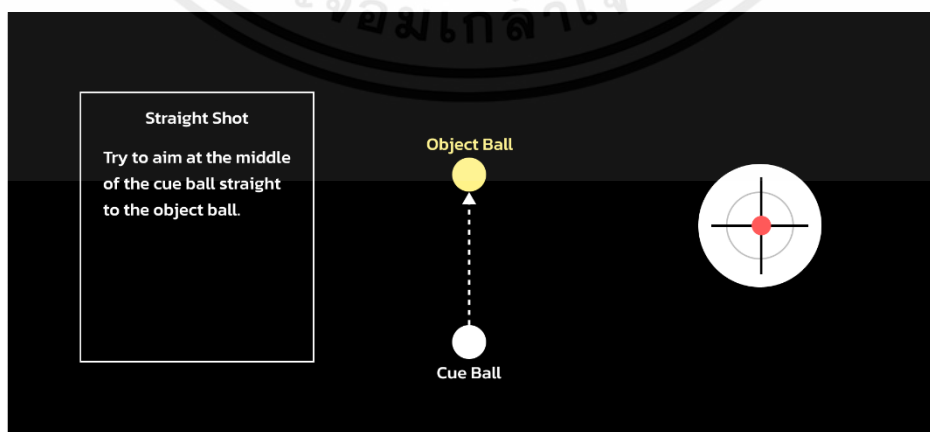 Straight Shot
Try to aim at the middle
of the cue ball straight
to the object ball.
Object Ball
Cue Ball